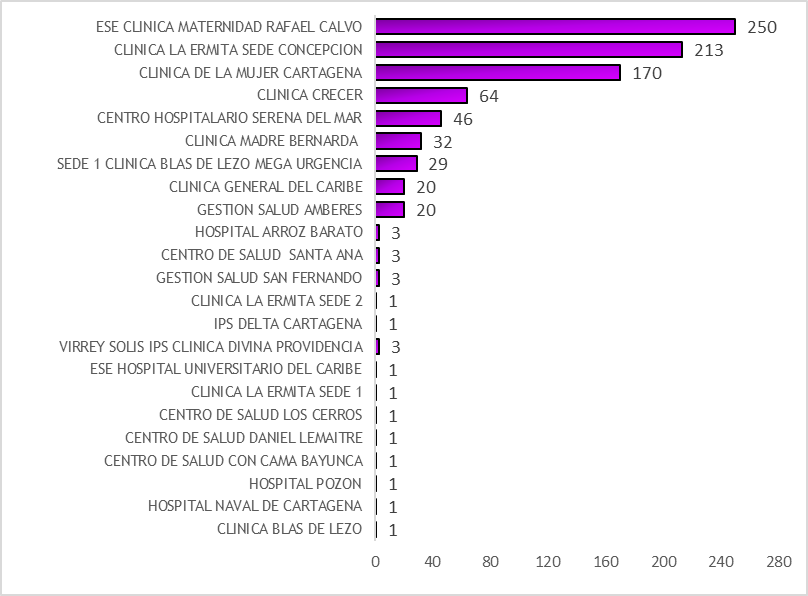 ESE CLINICA MATERNIDAD RAFAEL CALVO 250
CLINICA LA ERMITA SEDE CONCEPCION 213
CLINICA DE LA MUJER CARTAGENA 170
CLINICA CRECER 64
CENTRO HOSPITALARIO SERENA DEL MAR 46
CLINICA MADRE BERNARDA 32
SEDE 1 CLINICA BLAS DE LEZO MEGA URGENCIA 29
CLINICA GENERAL DEL CARIBE 20
GESTION SALUD AMBERES 20
HOSPITAL ARROZ BARATO 3
CENTRO DE SALUD  SANTA ANA 3
GESTION SALUD SAN FERNANDO 3
CLINICA LA ERMITA SEDE 2 1
IPS DELTA CARTAGENA 1
VIRREY SOLIS IPS CLINICA DIVINA PROVIDENCIA 3
ESE HOSPITAL UNIVERSITARIO DEL CARIBE 1
CLINICA LA ERMITA SEDE 1 1
CENTRO DE SALUD LOS CERROS 1
CENTRO DE SALUD DANIEL LEMAITRE 1
CENTRO DE SALUD CON CAMA BAYUNCA 1
HOSPITAL POZON 1
HOSPITAL NAVAL DE CARTAGENA 1
CLINICA BLAS DE LEZO 1
0 40 80 120 160 200 240 280